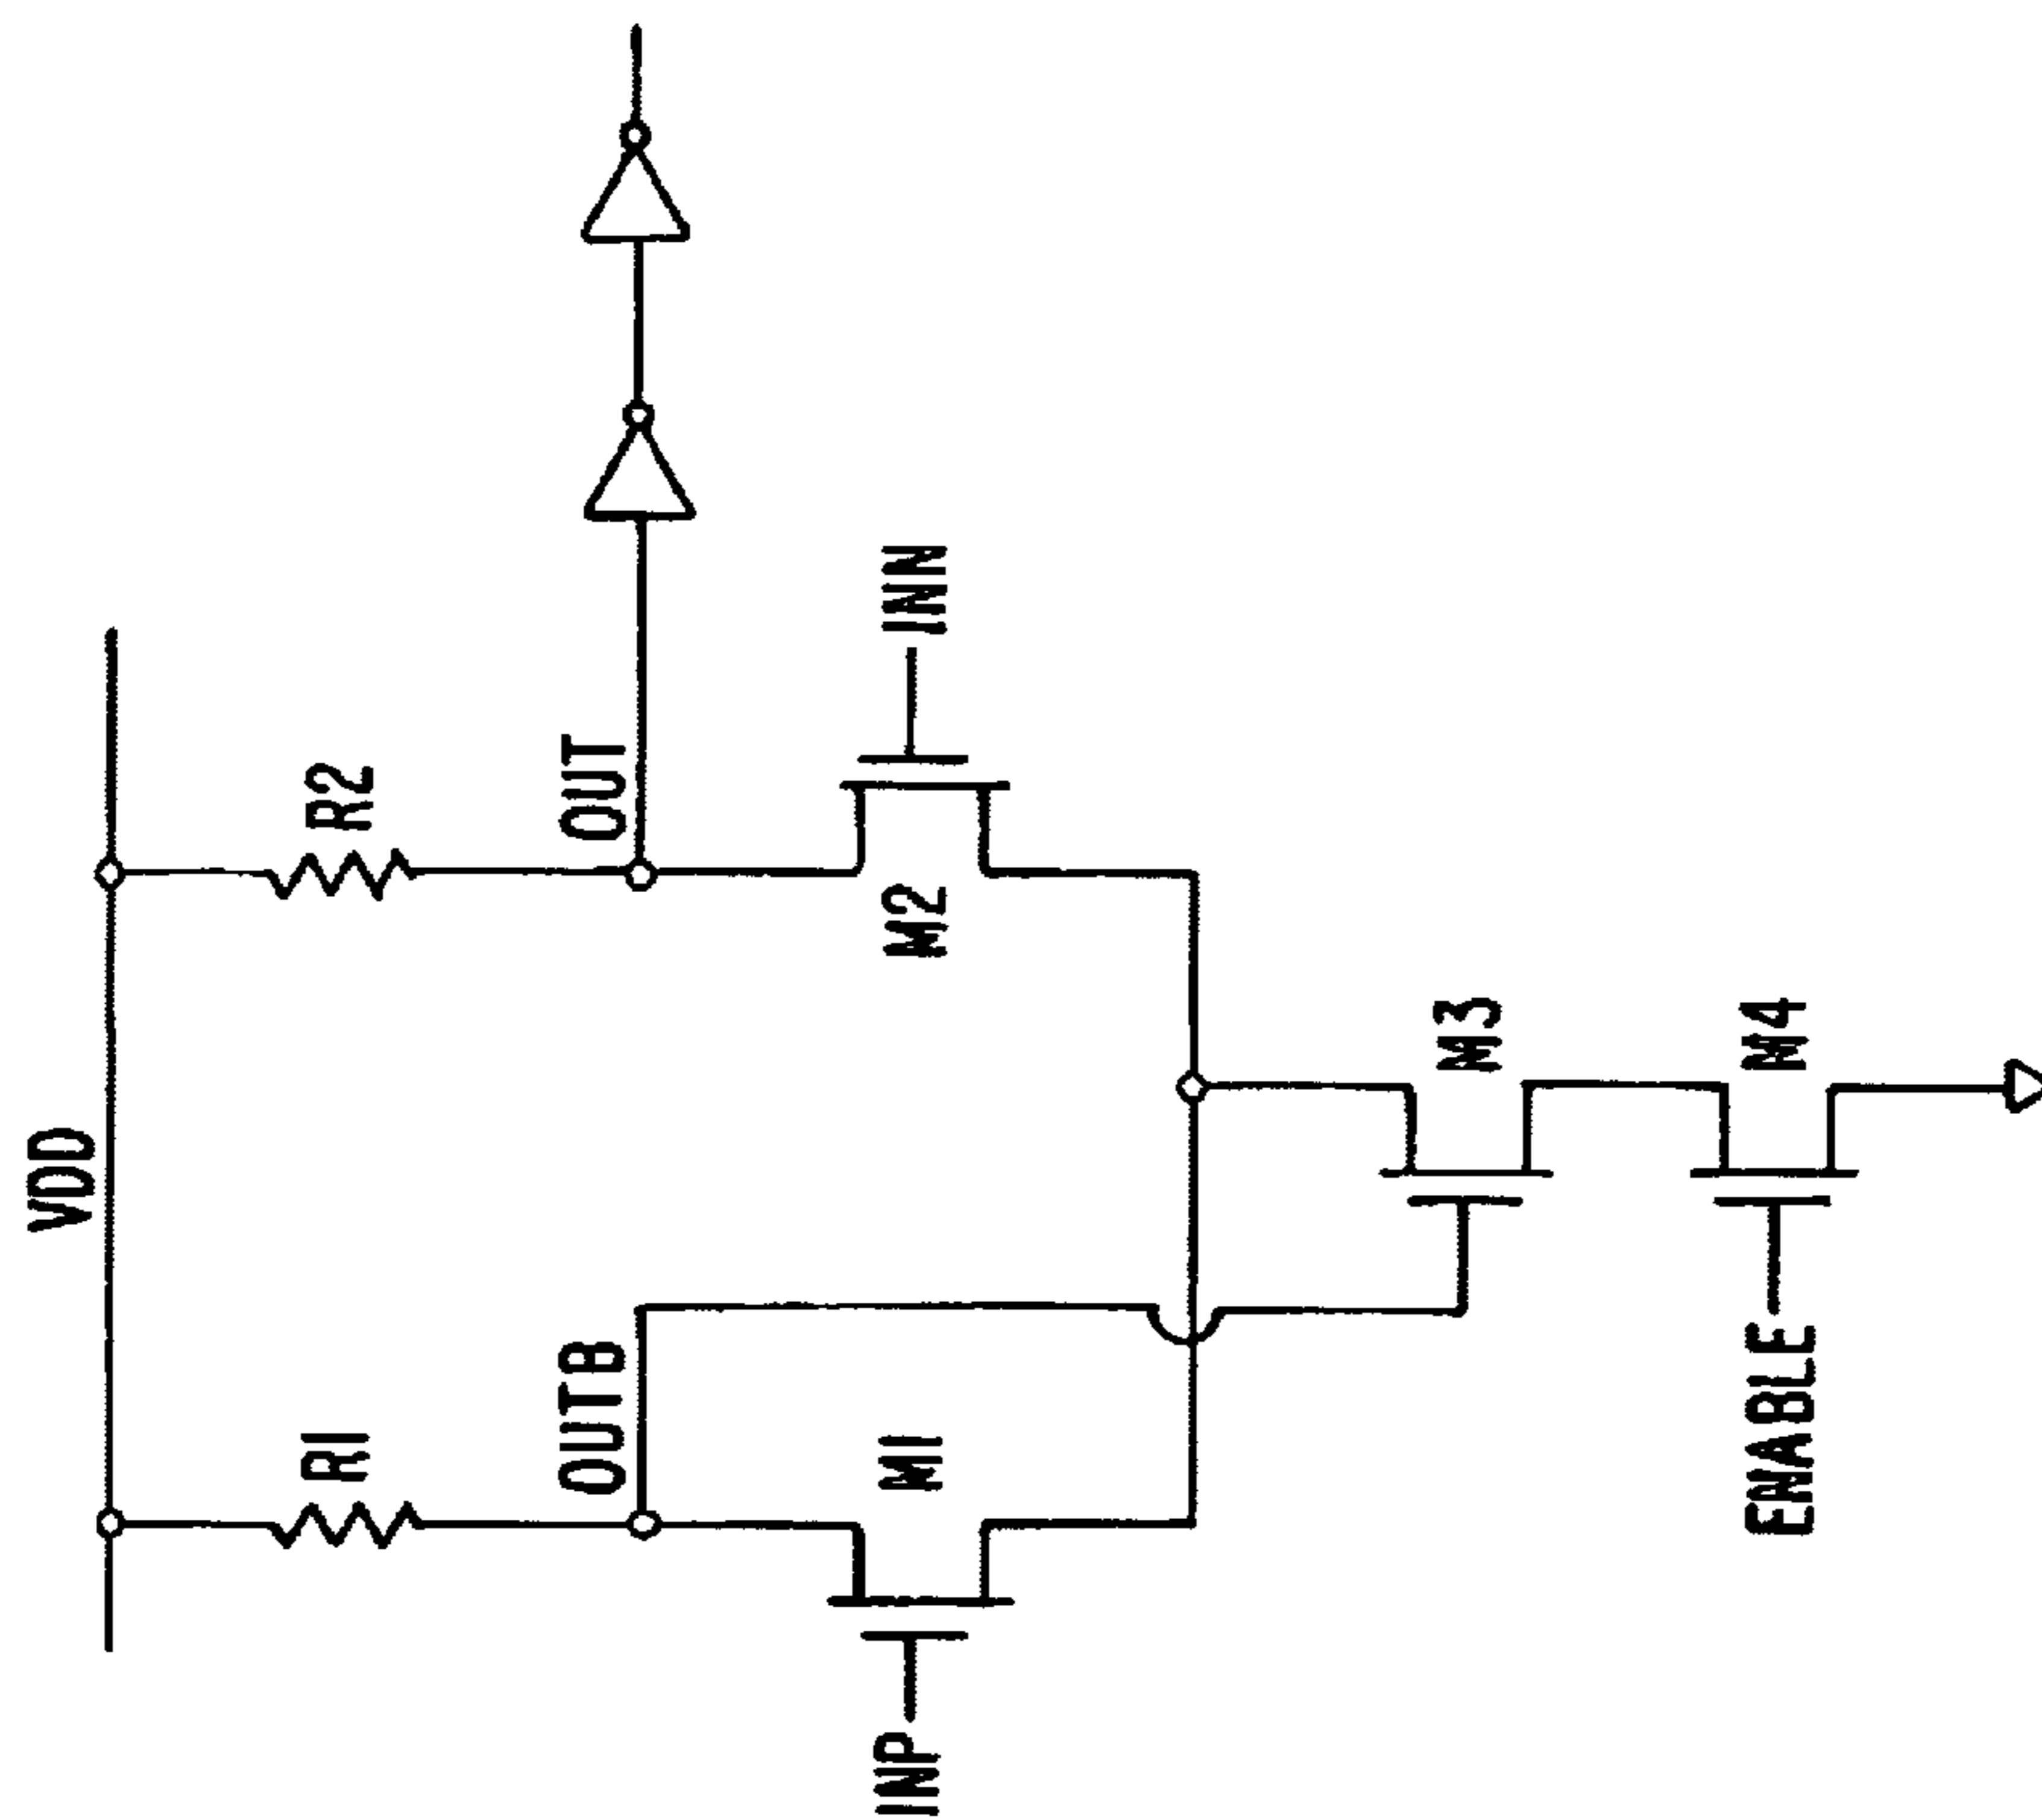 VDD
R1
R2
OUTB
OUT
INP
M1
M2
INN
M3
ENABLE
M4